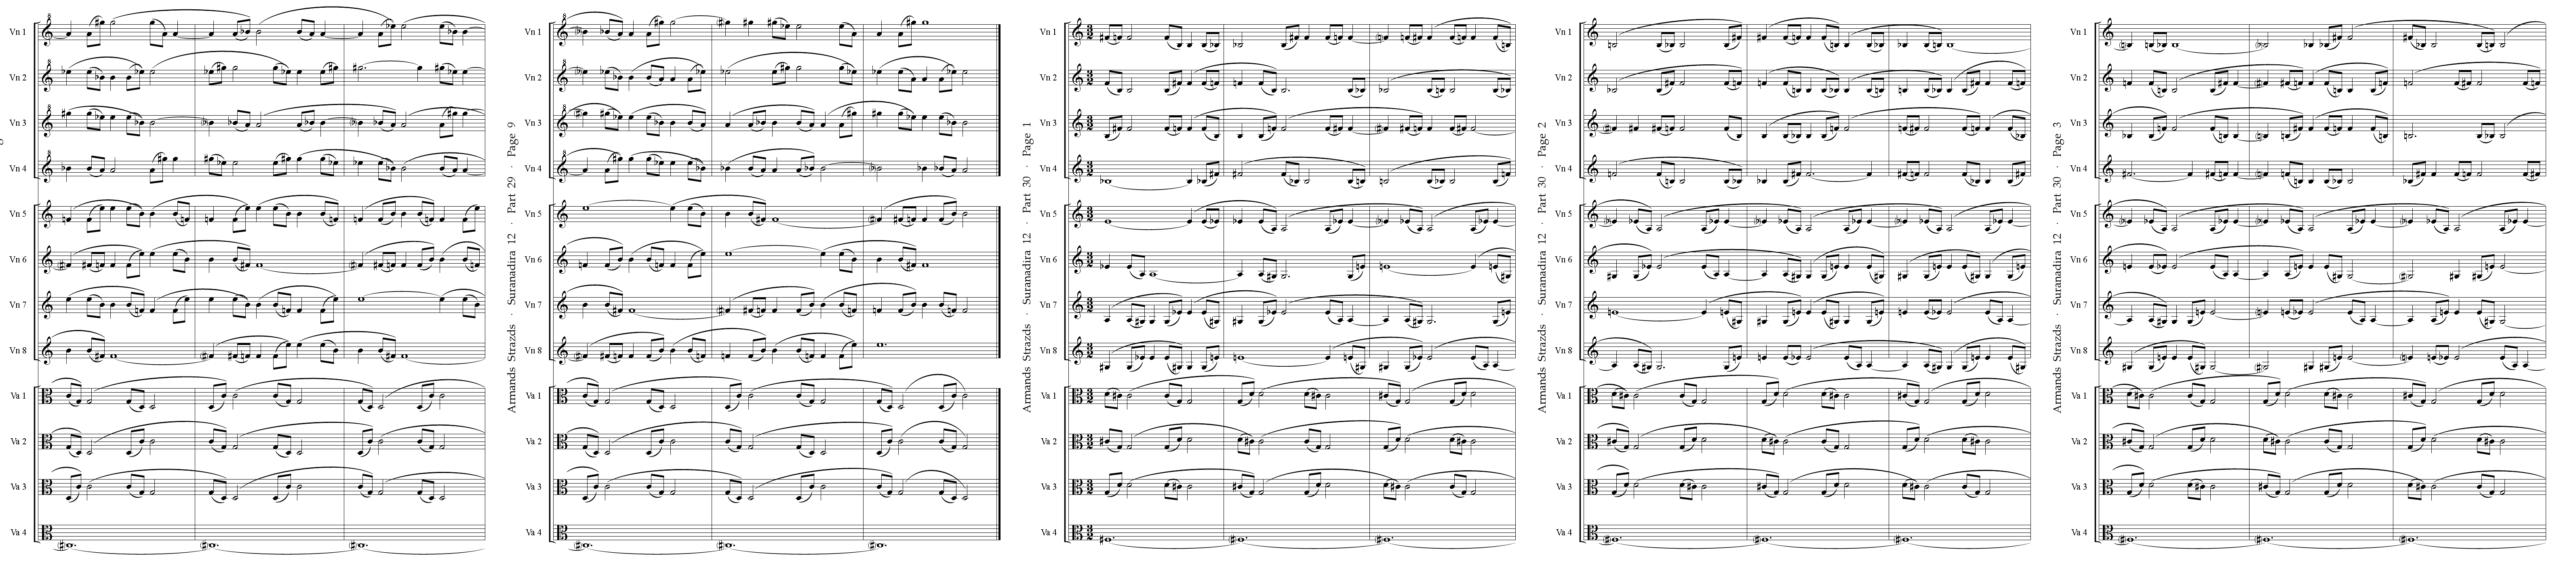 Vn 1
Vn 2
Vn 3
Vn 4
Vn 5
Vn 6
Vn 7
Vn 8
Va 1
Va 2
Va 3
Va 4
Armands Strazds · Suranadira 12 · Part 29 · Page 9
Vn 1
Vn 2
Vn 3
Vn 4
Vn 5
Vn 6
Vn 7
Vn 8
Va 1
Va 2
Va 3
Va 4
Armands Strazds · Suranadira 12 · Part 30 · Page 1
Vn 1
Vn 2
Vn 3
Vn 4
Vn 5
Vn 6
Vn 7
Vn 8
Va 1
Va 2
Va 3
Va 4
Armands Strazds · Suranadira 12 · Part 30 · Page 2
Vn 1
Vn 2
Vn 3
Vn 4
Vn 5
Vn 6
Vn 7
Vn 8
Va 1
Va 2
Va 3
Va 4
Armands Strazds · Suranadira 12 · Part 30 · Page 3
Vn 1
Vn 2
Vn 3
Vn 4
Vn 5
Vn 6
Vn 7
Vn 8
Va 1
Va 2
Va 3
Va 4